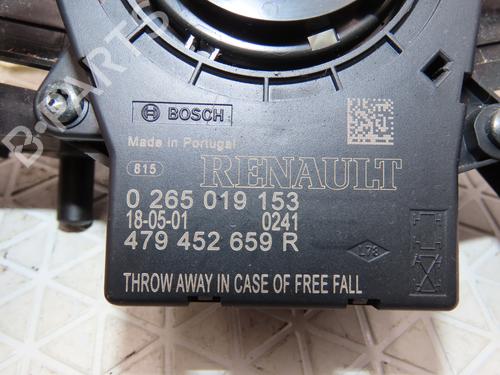 BOSCH
Made in Portugal
815
RENAULT
0 265 019 153
18-05-01 0241
479 452 659 R
THROW AWAY IN CASE OF FREE FALL
B-PARTS